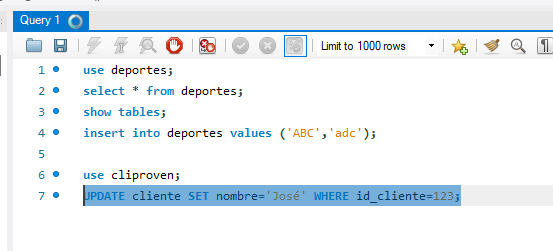 Query 1
Limit to 1000 rows
1 use deportes;
2 select * from deportes;
3 show tables;
4 insert into deportes values ('ABC','adc');
5
6 use cliproven;
7 UPDATE cliente SET nombre='José' WHERE id_cliente=123;